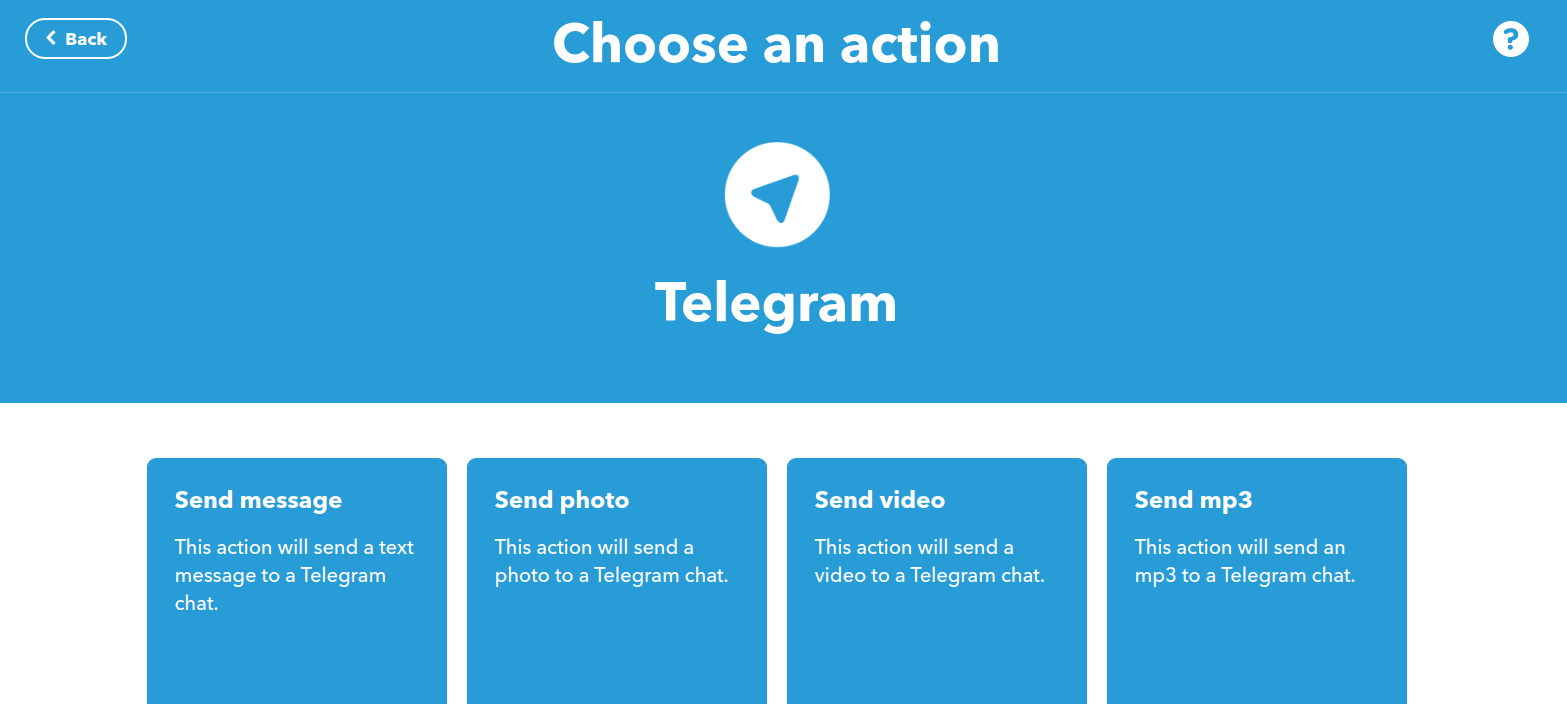 Back
Choose an action
?
Telegram
Send message
This action will send a text
message to a Telegram
chat.
Send photo
This action will send a
photo to a Telegram chat.
Send video
This action will send a
video to a Telegram chat.
Send mp3
This action will send an
mp3 to a Telegram chat.